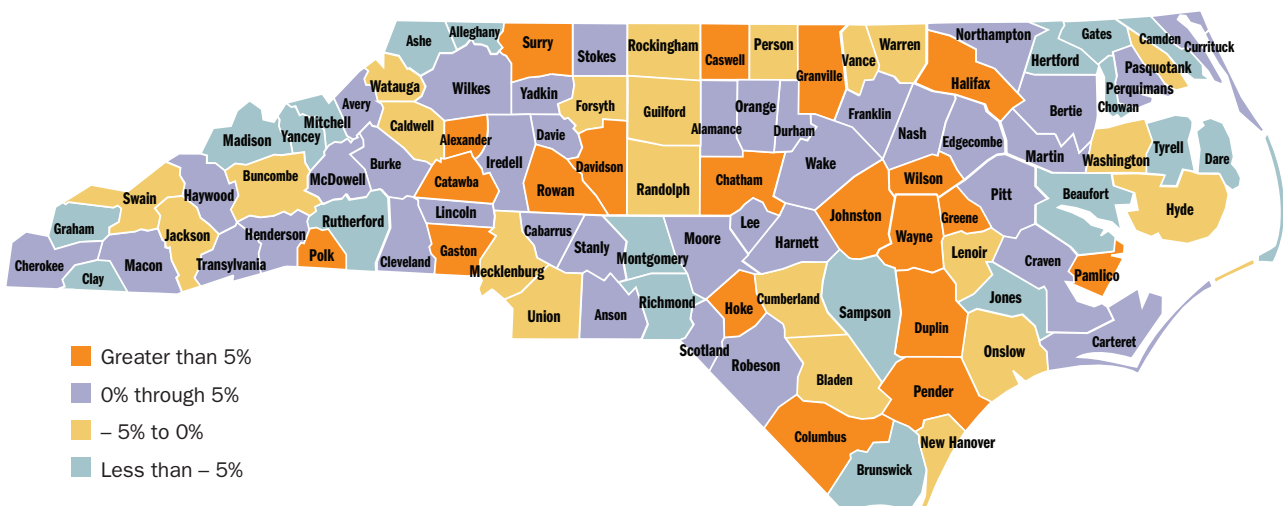 Ashe
Alleghany
Surry
Stokes
Rockingham
Caswell
Person
Granville
Vance
Warren
Northampton
Halifax
Hertford
Gates
Camden
Currituck
Pasquotank
Perquimans
Chowan
Bertie
Watauga
Wilkes
Yadkin
Forsyth
Guilford
Alamance
Orange
Durham
Franklin
Nash
Edgecombe
Martin
Washington
Tyrell
Dare
Madison
Yancey
Mitchell
Avery
Caldwell
Alexander
Iredell
Davie
Davidson
Randolph
Chatham
Wake
Wilson
Pitt
Beaufort
Hyde
Swain
Haywood
Buncombe
McDowell
Burke
Catawba
Rowan
Johnston
Greene
Wayne
Graham
Jackson
Henderson
Rutherford
Lincoln
Cabarrus
Stanly
Montgomery
Moore
Lee
Harnett
Lenoir
Craven
Pamlico
Cherokee
Clay
Macon
Transylvania
Polk
Cleveland
Gaston
Mecklenburg
Union
Anson
Richmond
Hoke
Cumberland
Sampson
Duplin
Jones
Onslow
Carteret
Scotland
Robeson
Bladen
Pender
Columbus
Brunswick
New Hanover
Greater than 5%
0% through 5%
– 5% to 0%
Less than – 5%